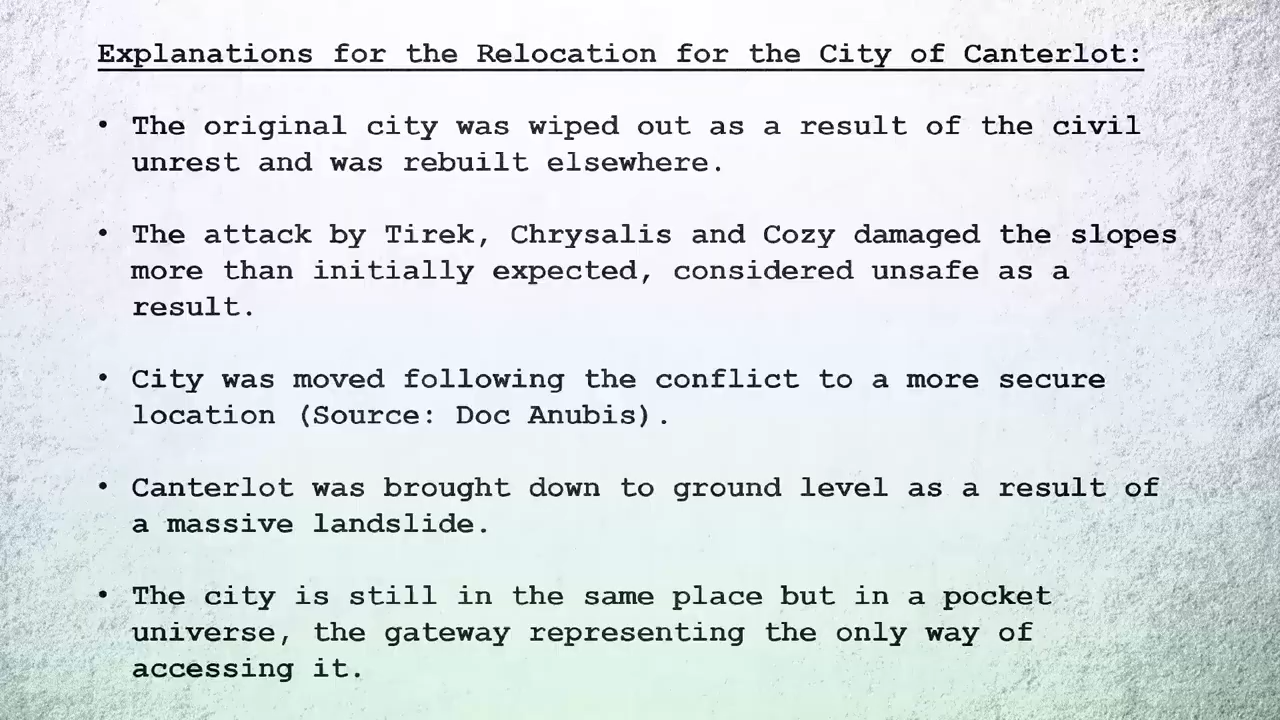 Explanations for the Relocation for the City of Canterlot:
• The original city was wiped out as a result of the civil
unrest and was rebuilt elsewhere.
• The attack by Tirek, Chrysalis and Cozy damaged the slopes
more than initially expected, considered unsafe as a
result.
• City was moved following the conflict to a more secure
location (Source: Doc Anubis).
• Canterlot was brought down to ground level as a result of
a massive landslide.
• The city is still in the same place but in a pocket
universe, the gateway representing the only way of
accessing it.